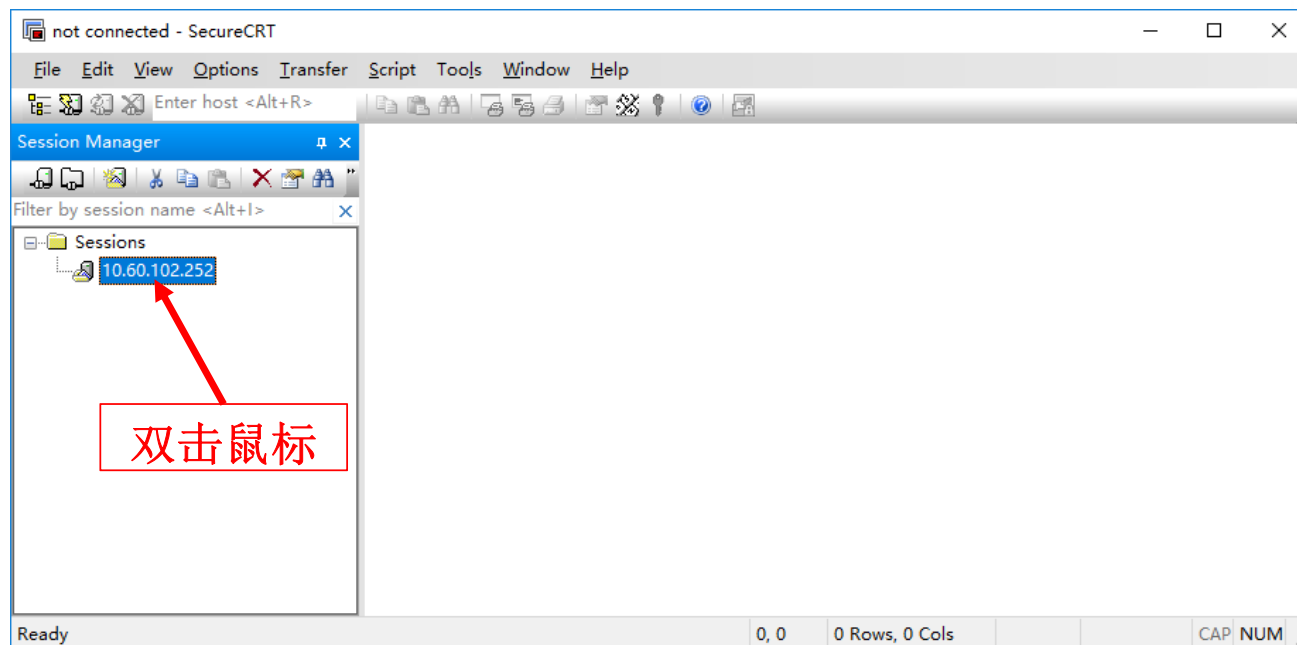 not connected - SecureCRT
File Edit View Options Transfer Script Tools Window Help
Enter host <Alt+R>
Session Manager
Filter by session name <Alt+I>
Sessions
10.60.102.252
双击鼠标
Ready 0, 0 0 Rows, 0 Cols CAP NUM